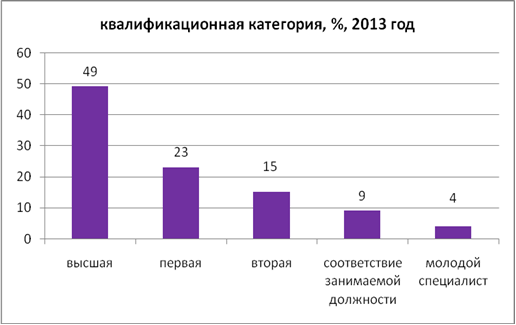 квалификационная категория, %, 2013 год
60
50
40
30
20
10
0
49
23
15
9
4
высшая
первая
вторая
соответствие
занимаемой
должности
молодой
специалист